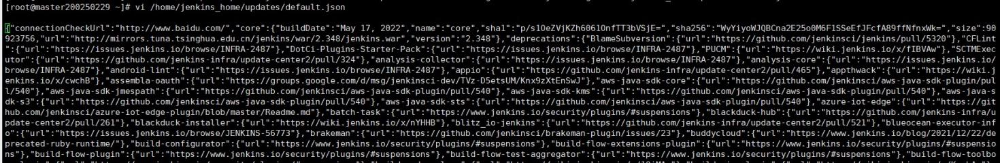 [root@master200250229 ~]# vi /home/jenkins_home/updates/default.json
{"connectionCheckUrl":"http://www.baidu.com/","core":{"buildDate":"May 17, 2022","name":"core","sha1":"p/s1OeZVjKZh6061OnfTT3bVSjE=","sha256":"WyYiyoWJQBCna2E25o0M6F1SSeEfJFcfA89ffNfnxWk=","size":90
923756,"url":"http://mirrors.tuna.tsinghua.edu.cn/jenkins/war/2.348/jenkins.war","version":"2.348"},"deprecations":{"BlameSubversion":{"url":"https://github.com/jenkinsci/jenkins/pull/5320"},"CFLint
":{"url":"https://issues.jenkins.io/browse/INFRA-2487"},"DotCi-Plugins-Starter-Pack":{"url":"https://issues.jenkins.io/browse/INFRA-2487"},"PUCM":{"url":"https://wiki.jenkins.io/x/fIBVAw"},"SCTMExec
utor":{"url":"https://github.com/jenkins-infra/update-center2/pull/324"},"analysis-collector":{"url":"https://issues.jenkins.io/browse/INFRA-2487"},"analysis-core":{"url":"https://issues.jenkins.io/
browse/INFRA-2487"},"android-lint":{"url":"https://issues.jenkins.io/browse/INFRA-2487"},"appio":{"url":"https://github.com/jenkins-infra/update-center2/pull/465"},"appthwack":{"url":"https://wiki.j
enkins.io/x/cwchB"},"assembla-oauth":{"url":"https://groups.google.com/d/msg/jenkinsci-dev/TVz-D5etsUM/Knx9zXtEnSwJ"},"aws-java-sdk-core":{"url":"https://github.com/jenkinsci/aws-java-sdk-plugin/pul
l/540"},"aws-java-sdk-jmespath":{"url":"https://github.com/jenkinsci/aws-java-sdk-plugin/pull/540"},"aws-java-sdk-kms":{"url":"https://github.com/jenkinsci/aws-java-sdk-plugin/pull/540"},"aws-java-s
dk-s3":{"url":"https://github.com/jenkinsci/aws-java-sdk-plugin/pull/540"},"aws-java-sdk-sts":{"url":"https://github.com/jenkinsci/aws-java-sdk-plugin/pull/540"},"azure-iot-edge":{"url":"https://git
hub.com/jenkinsci/azure-iot-edge-plugin/blob/master/Readme.md"},"batch-task":{"url":"https://www.jenkins.io/security/plugins/#suspensions"},"blackduck-hub":{"url":"https://github.com/jenkins-infra/u
pdate-center2/pull/261"},"blackduck-installer":{"url":"https://wiki.jenkins.io/x/nYHHB"},"blitz_io-jenkins":{"url":"https://github.com/jenkins-infra/update-center2/pull/521"},"blueocean-executor-inf
o":{"url":"https://issues.jenkins.io/browse/JENKINS-56773"},"brakeman":{"url":"https://github.com/jenkinsci/brakeman-plugin/issues/23"},"buddycloud":{"url":"https://www.jenkins.io/blog/2021/12/22/de
precated-ruby-runtime/"},"build-configurator":{"url":"https://www.jenkins.io/security/plugins/#suspensions"},"build-flow-extensions-plugin":{"url":"https://www.jenkins.io/security/plugins/#suspensio
ns"},"build-flow-plugin":{"url":"https://www.jenkins.io/security/plugins/#suspensions"},"build-flow-test-aggregator":{"url":"https://www.jenkins.io/security/plugins/#suspensions"},"build-flow-toolbo